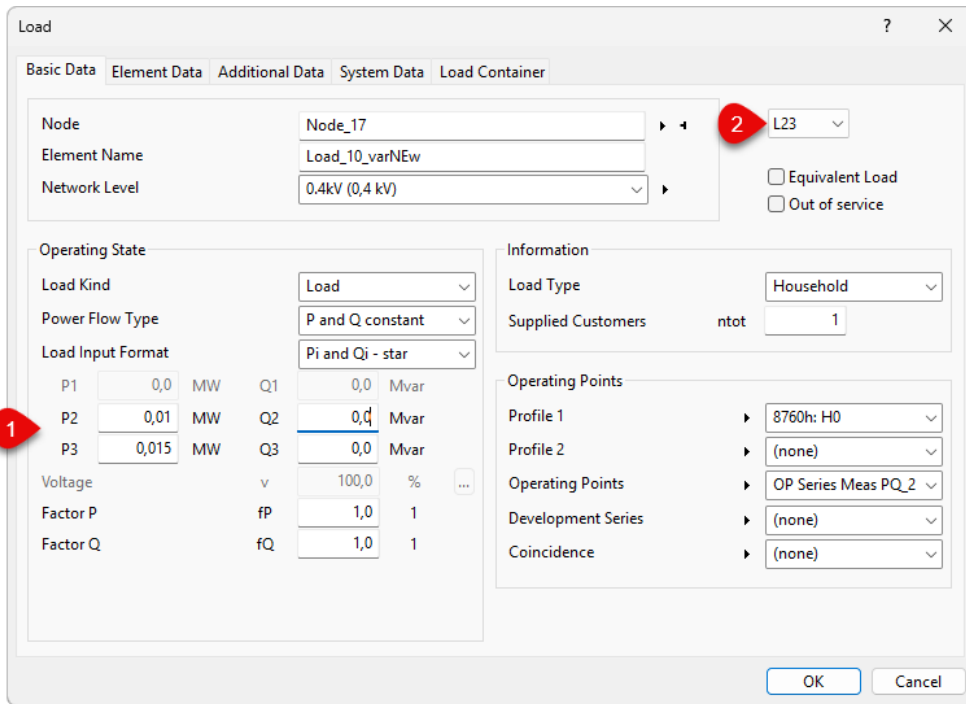 Load
?
Basic Data Element Data Additional Data System Data Load Container
Node Node_17
2 L23
Element Name Load_10_varNEw
Network Level 0.4kV (0,4 kV)
Equivalent Load
Out of service
Operating State
Load Kind Load
Power Flow Type P and Q constant
Load Input Format Pi and Qi - star
P1 0,0 MW Q1 0,0 Mvar
1
P2 0,01 MW Q2 0,0 Mvar
P3 0,015 MW Q3 0,0 Mvar
Voltage v 100,0 % ...
Factor P fP 1,0 1
Factor Q fQ 1,0 1
Information
Load Type Household
Supplied Customers ntot 1
Operating Points
Profile 1 8760h: H0
Profile 2 (none)
Operating Points OP Series Meas PQ_2
Development Series (none)
Coincidence (none)
OK Cancel